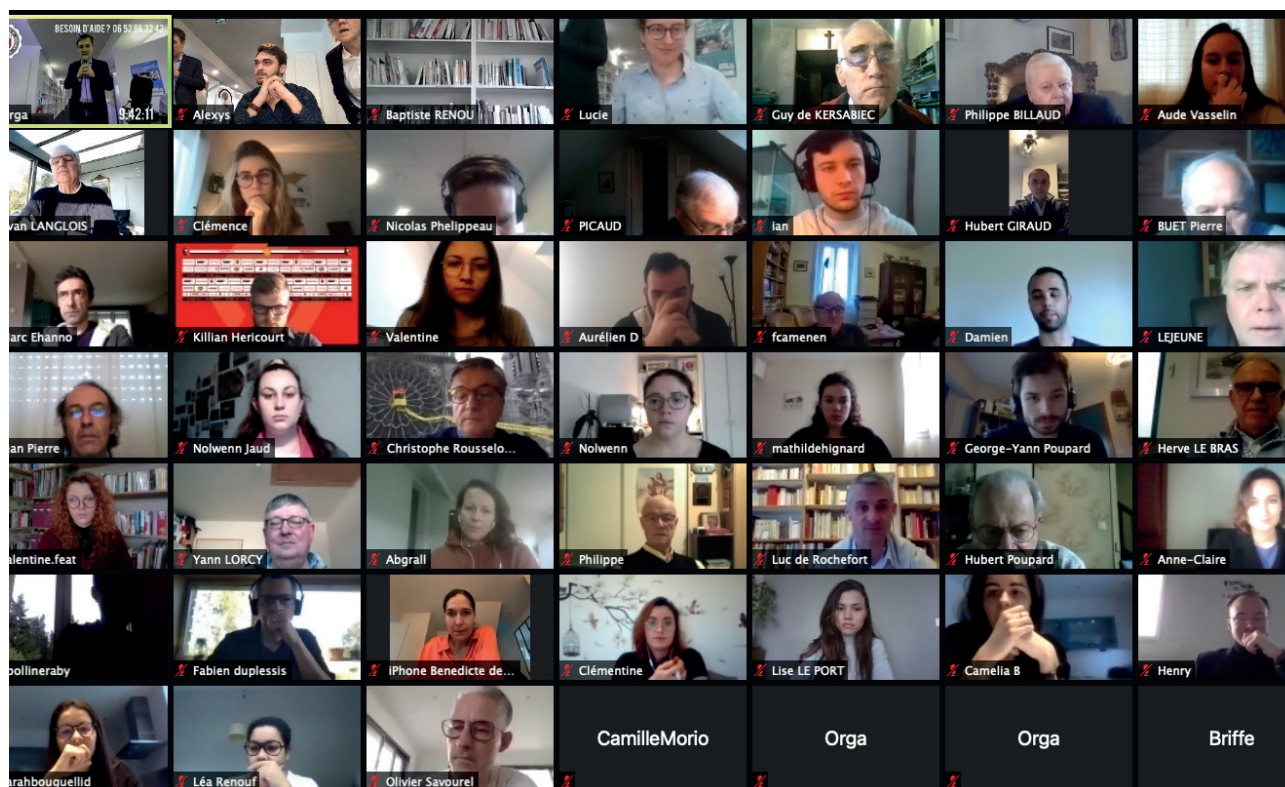 BESOIN D'AIDE? 06 52 96 32 42
rga
9:42:11
Alexys
Baptiste RENOU
Lucie
Guy de KERSABIEC
Philippe BILLAUD
Aude Vasselin
van LANGLOIS
Clémence
Nicolas Phelippeau
PICAUD
ian
Hubert GIRAUD
BUET Pierre
arc Ehanno
Killian Hericourt
Valentine
Aurélien D
fcamenen
Damien
LEJEUNE
an Pierre
Nolwenn Jaud
Christophe Rousselo...
Nolwenn
mathildehignard
George-Yann Poupard
Herve LE BRAS
alentine.feat
Yann LORCY
Abgrall
Philippe
Luc de Rochefort
Hubert Poupard
Anne-Claire
pollineraby
Fabien duplessis
iPhone Benedicte de...
Clémentine
Lise LE PORT
Camelia B
Henry
arahbouguellid
Léa Renouf
Olivier Savourel
CamilleMorio
Orga
Orga
Briffe